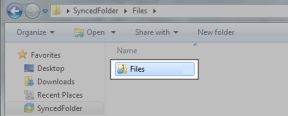 SyncedFolder Files
Organize Open Share with New folder
Favorites
Desktop
Downloads
Recent Places
SyncedFolder
Name
Files